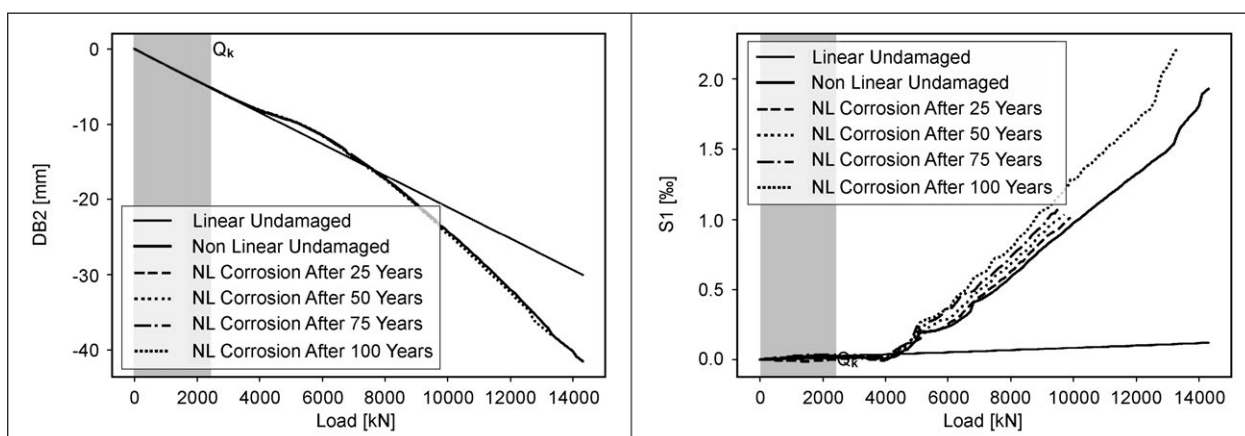 0
-10
-20
-30
-40
DB2 [mm]
Qk
Linear Undamaged
Non Linear Undamaged
NL Corrosion After 25 Years
NL Corrosion After 50 Years
NL Corrosion After 75 Years
NL Corrosion After 100 Years
0 2000 4000 6000 8000 10000 12000 14000
Load [kN]
2.0
1.5
1.0
0.5
0.0
S1 [‰]
Linear Undamaged
Non Linear Undamaged
NL Corrosion After 25 Years
NL Corrosion After 50 Years
NL Corrosion After 75 Years
NL Corrosion After 100 Years
Qk
0 2000 4000 6000 8000 10000 12000 14000
Load [kN]